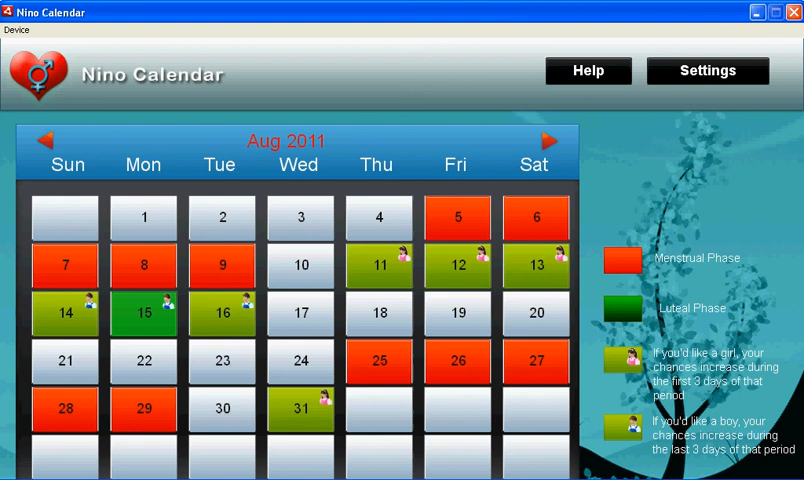 Nino Calendar
Device
Nino Calendar
Help
Settings
Aug 2011
Sun Mon Tue Wed Thu Fri Sat
1 2 3 4 5 6
7 8 9 10 11 12 13
14 15 16 17 18 19 20
21 22 23 24 25 26 27
28 29 30 31
Menstrual Phase
Luteal Phase
If you'd like a girl, your
chances increase during
the first 3 days of that
period
If you'd like a boy, your
chances increase during
the last 3 days of that period